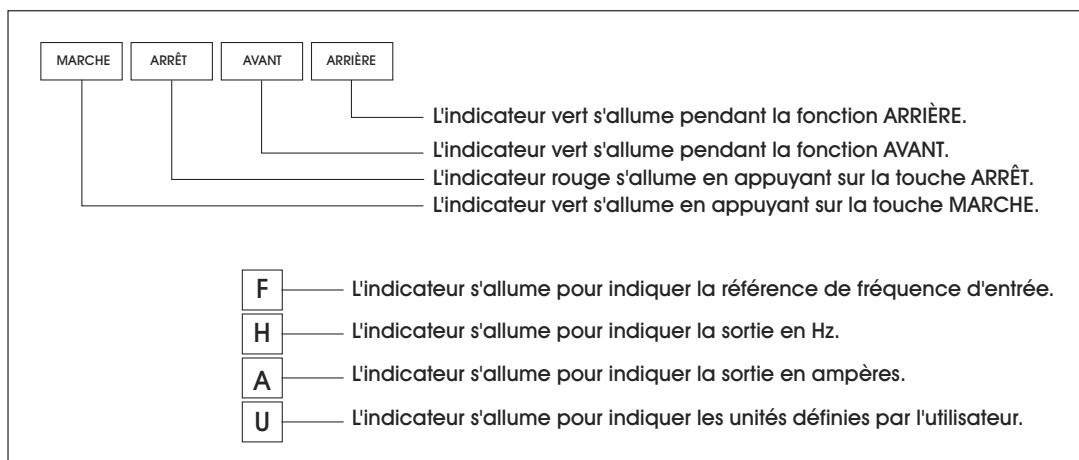 MARCHE ARRÊT AVANT ARRIÈRE
L'indicateur vert s'allume pendant la fonction ARRIÈRE.
L'indicateur vert s'allume pendant la fonction AVANT.
L'indicateur rouge s'allume en appuyant sur la touche ARRÊT.
L'indicateur vert s'allume en appuyant sur la touche MARCHE.
F L'indicateur s'allume pour indiquer la référence de fréquence d'entrée.
H L'indicateur s'allume pour indiquer la sortie en Hz.
A L'indicateur s'allume pour indiquer la sortie en ampères.
U L'indicateur s'allume pour indiquer les unités définies par l'utilisateur.